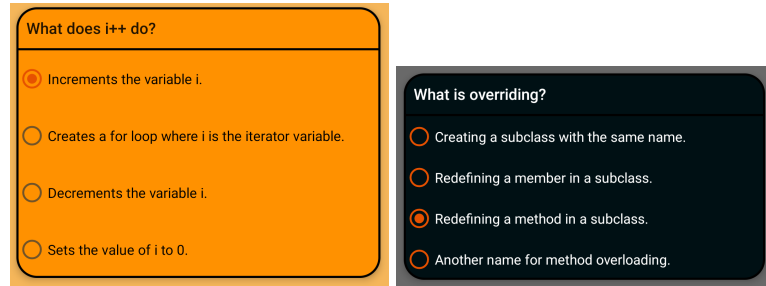 What does i++ do?
Increments the variable i.
Creates a for loop where i is the iterator variable.
Decrements the variable i.
Sets the value of i to 0.
What is overriding?
Creating a subclass with the same name.
Redefining a member in a subclass.
Redefining a method in a subclass.
Another name for method overloading.